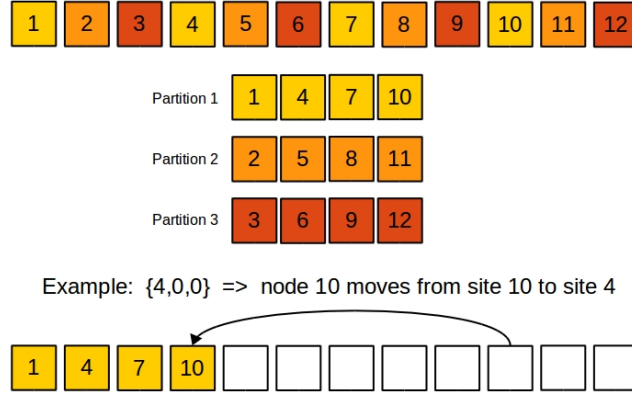 1 2 3 4 5 6 7 8 9 10 11 12
Partition 1 1 4 7 10
Partition 2 2 5 8 11
Partition 3 3 6 9 12
Example: {4,0,0} => node 10 moves from site 10 to site 4
1 4 7 10